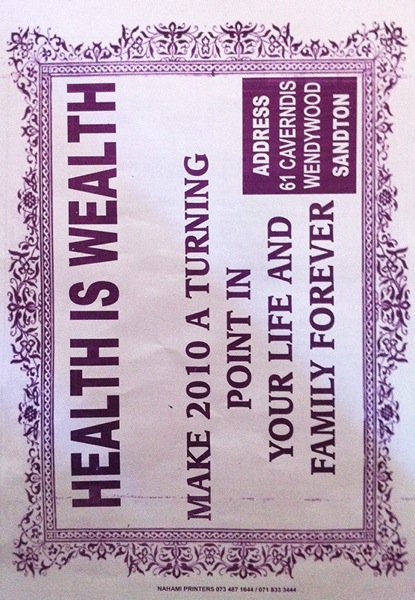 HEALTH IS WEALTH
MAKE 2010 A TURNING
POINT IN
YOUR LIFE AND
FAMILY FOREVER
ADDRESS
61 CAVERNDIS
WENDYWOOD
SANDTON
NAHAMI PRINTERS 073 487 1644 / 071 833 3444